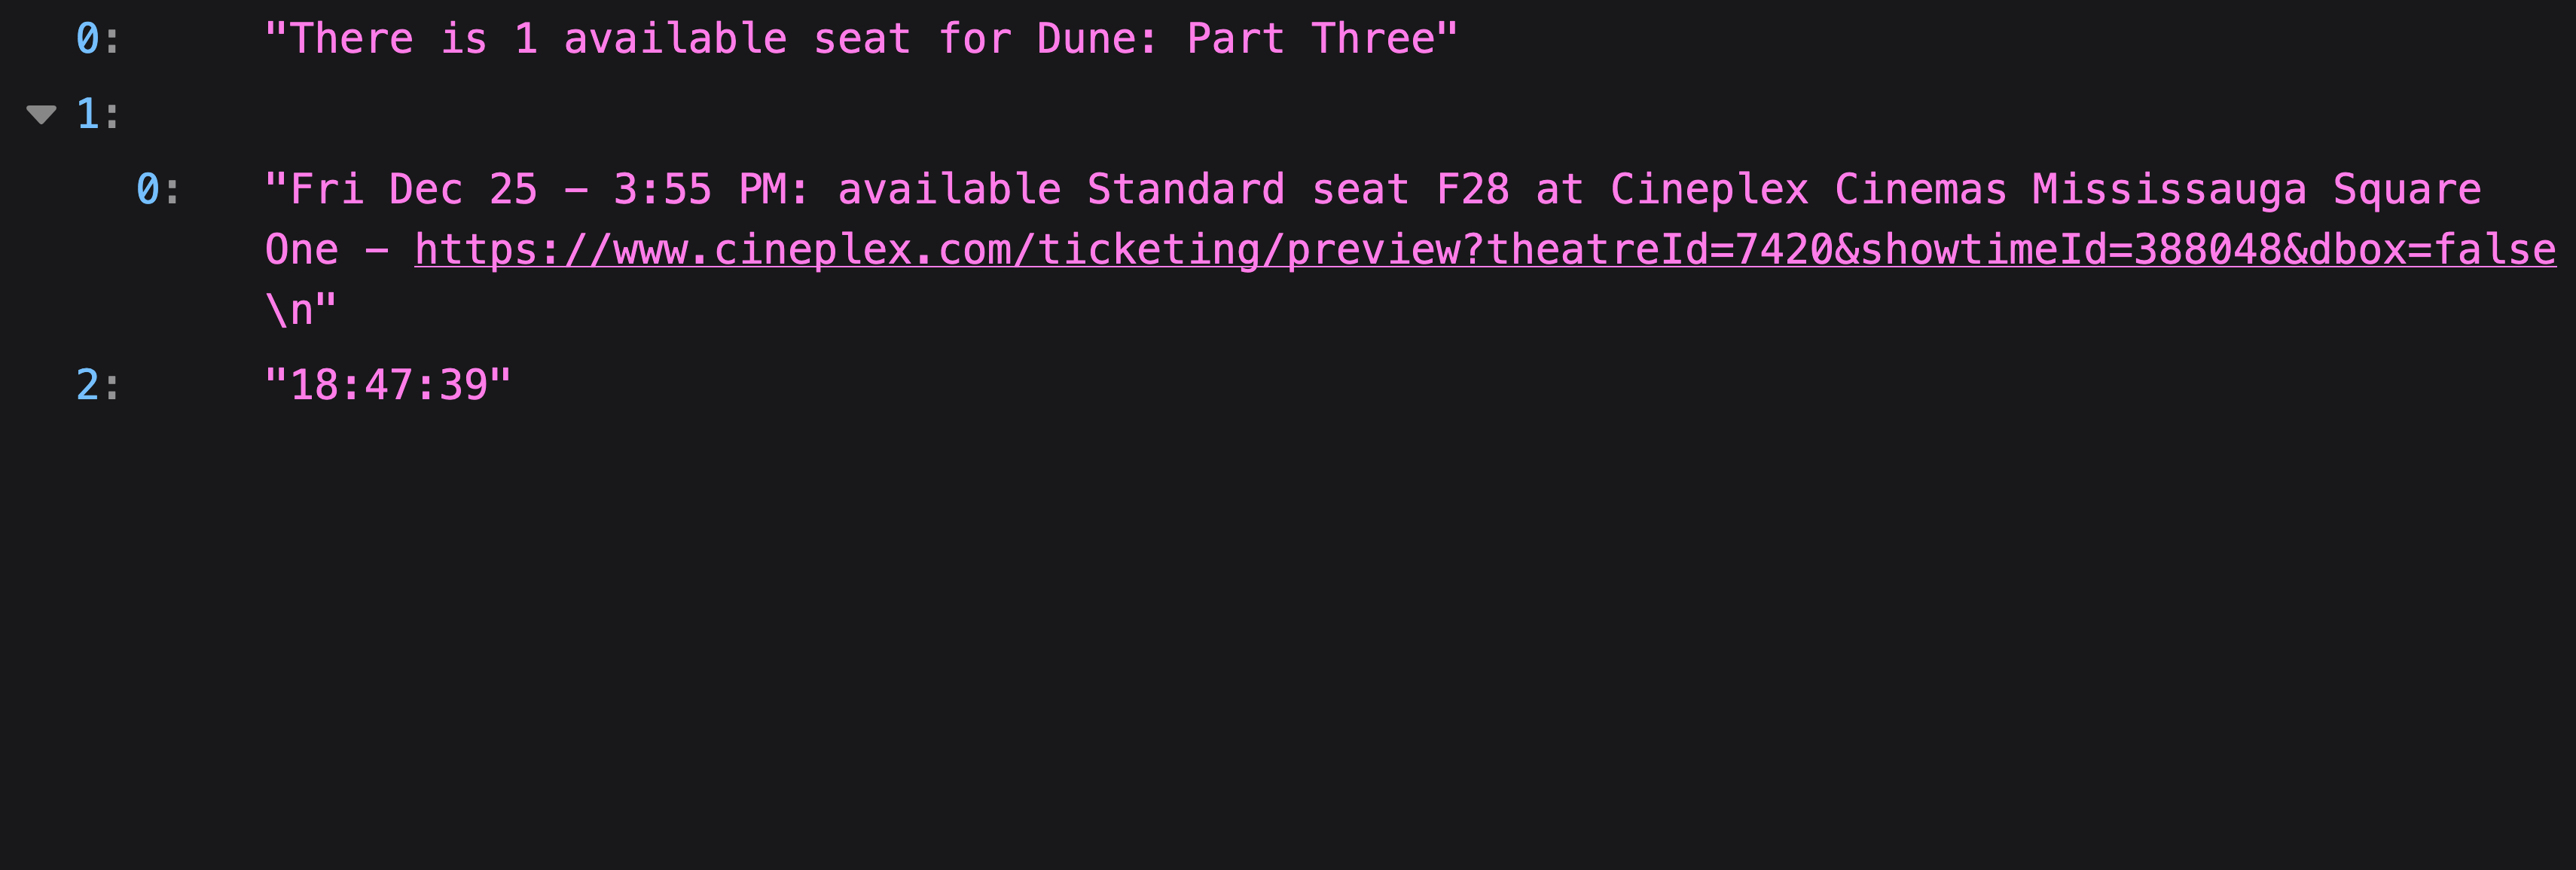 0: "There is 1 available seat for Dune: Part Three"
1:
0: "Fri Dec 25 – 3:55 PM: available Standard seat F28 at Cineplex Cinemas Mississauga Square
One – https://www.cineplex.com/ticketing/preview?theatreId=7420&showtimeId=388048&dbox=false
\n"
2: "18:47:39"